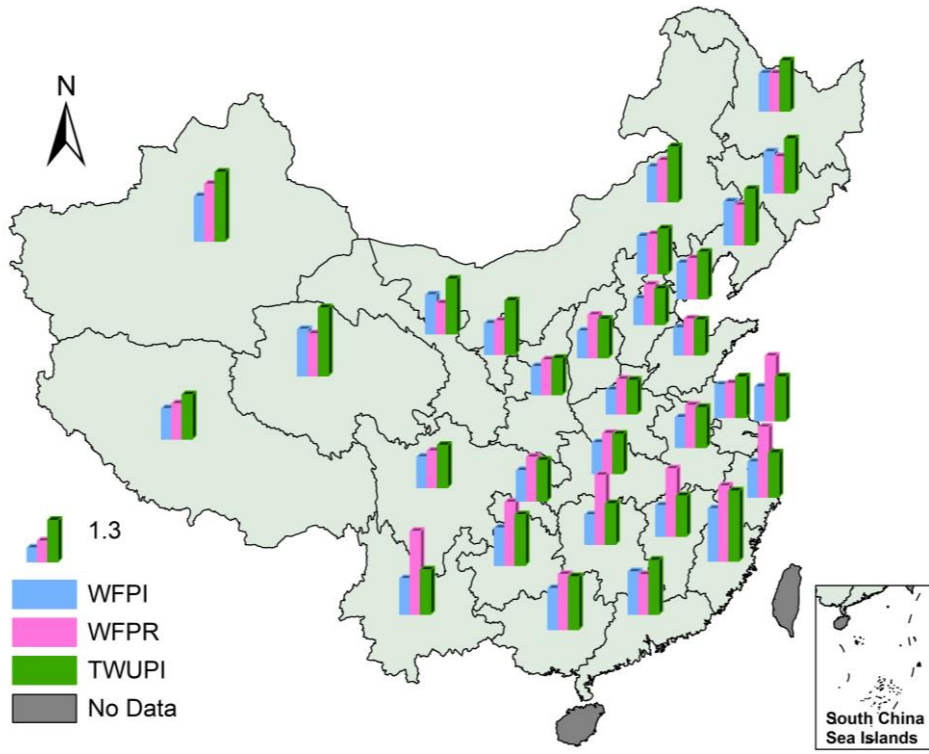 N
1.3
WFPI
WFPR
TWUPI
No Data
South China
Sea Islands